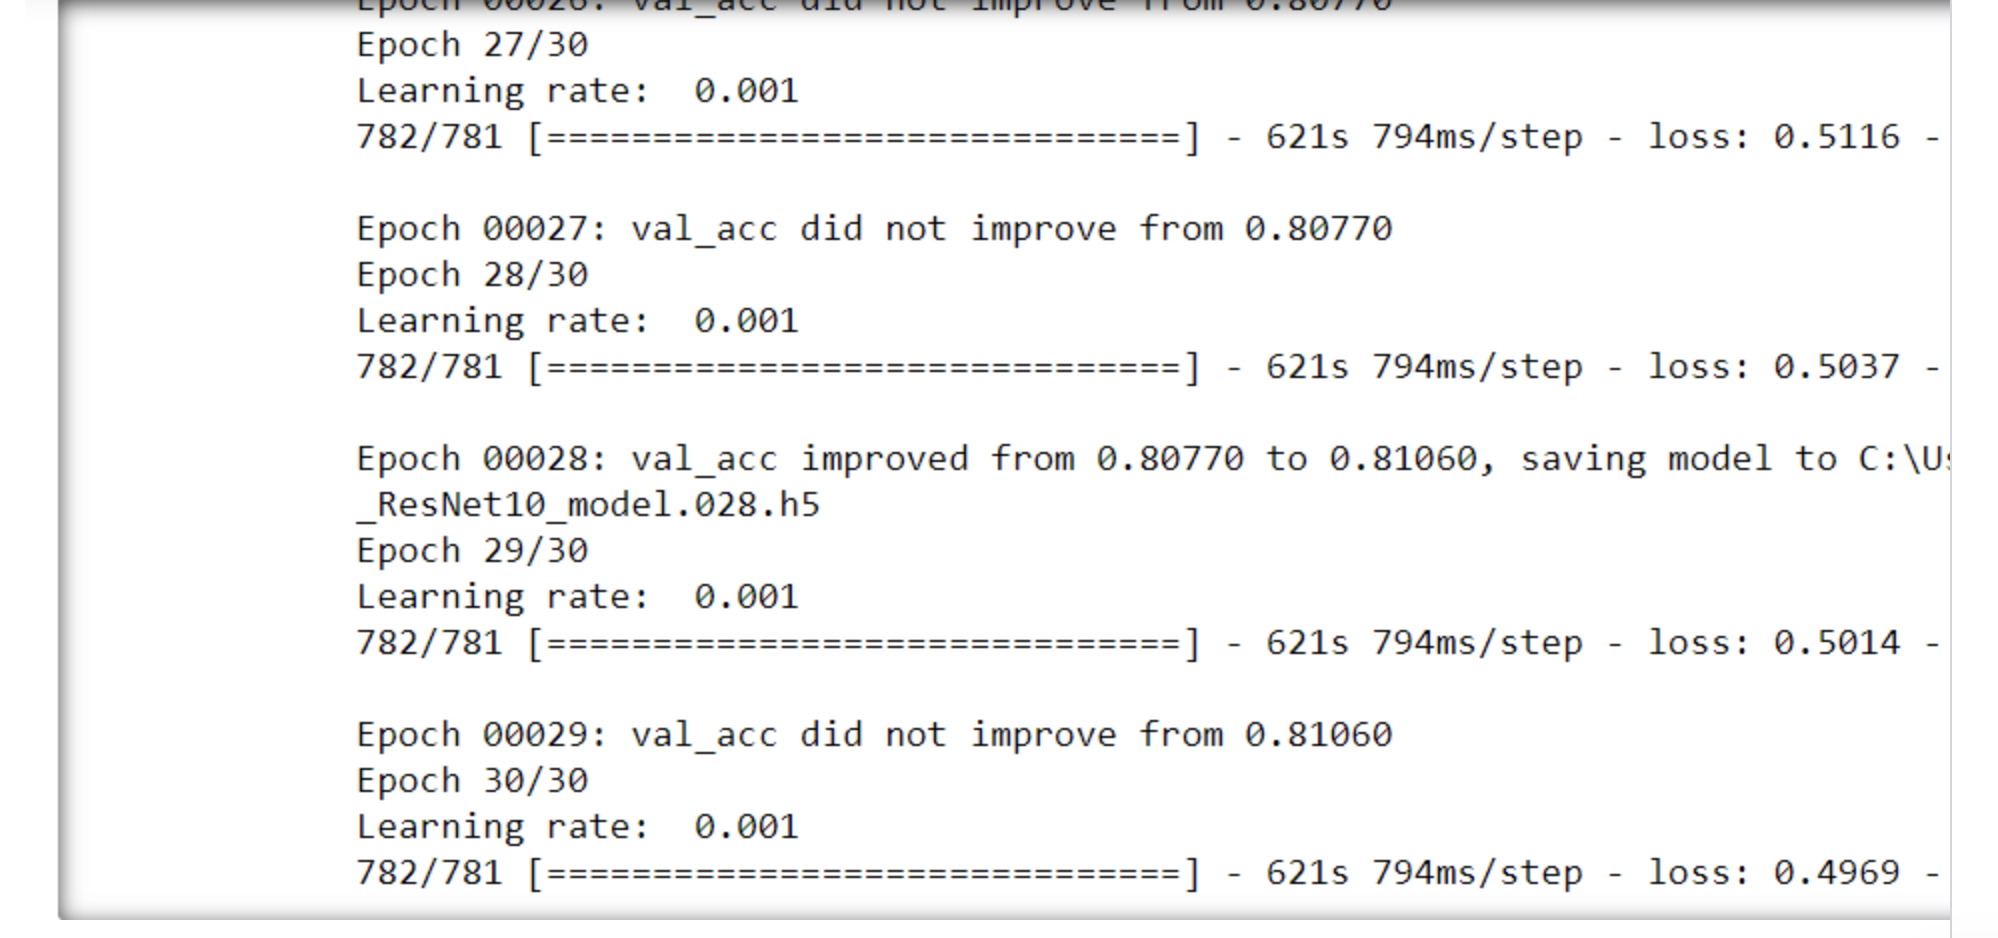 Epoch 00026: val_acc did not improve from 0.80770
Epoch 27/30
Learning rate:  0.001
782/781 [==============================] - 621s 794ms/step - loss: 0.5116 -

Epoch 00027: val_acc did not improve from 0.80770
Epoch 28/30
Learning rate:  0.001
782/781 [==============================] - 621s 794ms/step - loss: 0.5037 -

Epoch 00028: val_acc improved from 0.80770 to 0.81060, saving model to C:\Us
_ResNet10_model.028.h5
Epoch 29/30
Learning rate:  0.001
782/781 [==============================] - 621s 794ms/step - loss: 0.5014 -

Epoch 00029: val_acc did not improve from 0.81060
Epoch 30/30
Learning rate:  0.001
782/781 [==============================] - 621s 794ms/step - loss: 0.4969 -